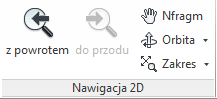 z powrotem
do przodu
Nfragm
Orbita
Zakres
Nawigacja 2D